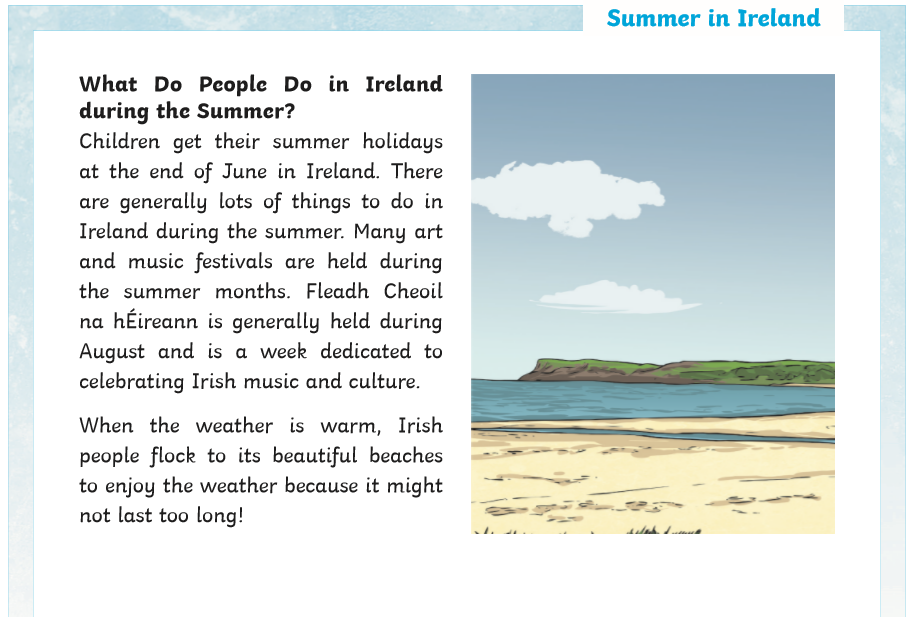 Summer in Ireland
What Do People Do in Ireland
during the Summer?
Children get their summer holidays
at the end of June in Ireland. There
are generally lots of things to do in
Ireland during the summer. Many art
and music festivals are held during
the summer months. Fleadh Cheoil
na hÉireann is generally held during
August and is a week dedicated to
celebrating Irish music and culture.
When the weather is warm, Irish
people flock to its beautiful beaches
to enjoy the weather because it might
not last too long!